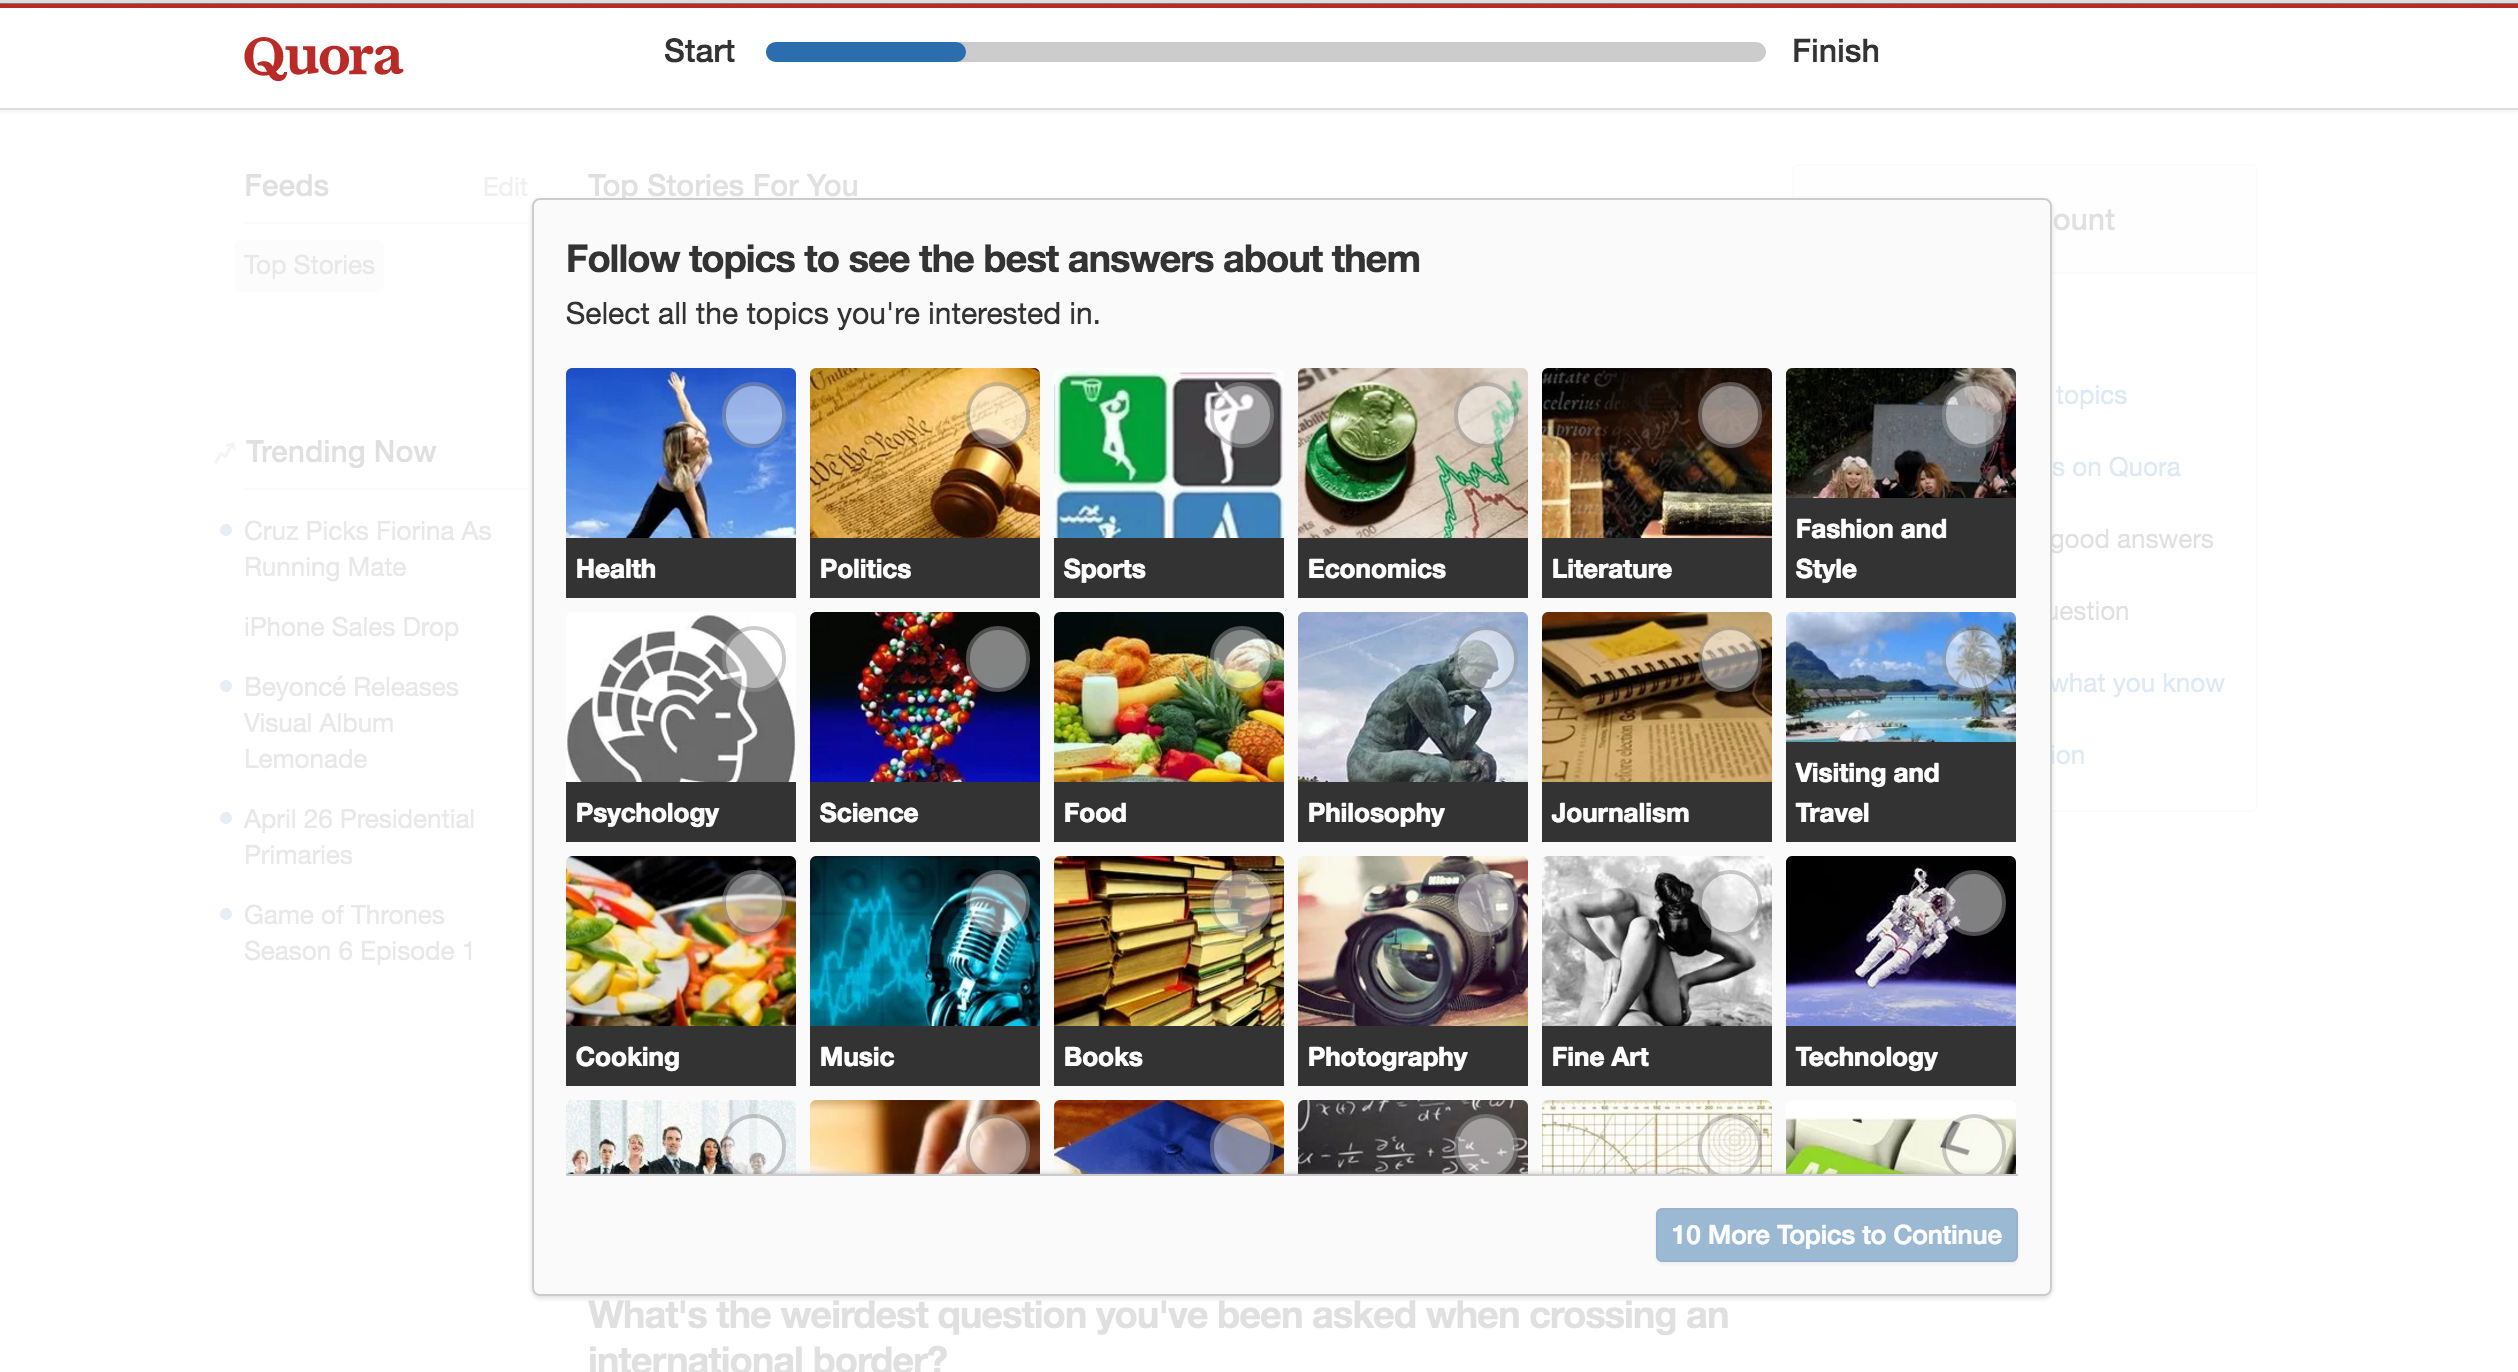 Quora
Start
Finish
Feeds
Edit
Top Stories
Trending Now
Cruz Picks Fiorina As
Running Mate
iPhone Sales Drop
Beyoncé Releases
Visual Album
Lemonade
April 26 Presidential
Primaries
Game of Thrones
Season 6 Episode 1
Top Stories For You
Follow topics to see the best answers about them
Select all the topics you're interested in.
We the People
Health
Politics
Sports
Economics
Literature
Fashion and
Style
Psychology
Science
Food
Philosophy
Journalism
Visiting and
Travel
Nikon
Cooking
Music
Books
Photography
Fine Art
Technology
10 More Topics to Continue
What's the weirdest question you've been asked when crossing an
international border?
topics
on Quora
good answers
what you know